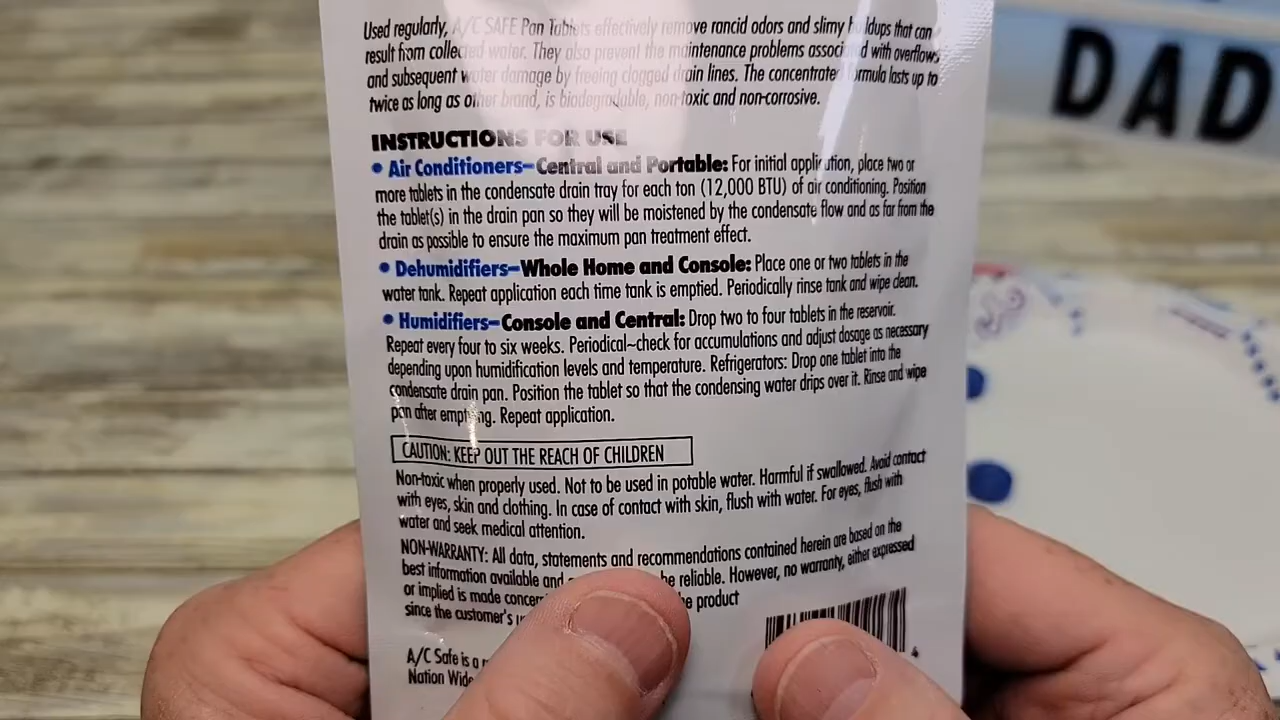 Used regularly, A/C SAFE Pan Tablets effectively remove rancid odors and slimy buildups that can
result from collected water. They also prevent the maintenance problems associated with overflows
and subsequent water damage by freeing clogged drain lines. The concentrated formula lasts up to
twice as long as other brand, is biodegradable, non-toxic and non-corrosive.
INSTRUCTIONS FOR USE
• Air Conditioners–Central and Portable: For initial application, place two or
more tablets in the condensate drain tray for each ton (12,000 BTU) of air conditioning. Position
the tablet(s) in the drain pan so they will be moistened by the condensate flow and as far from the
drain as possible to ensure the maximum pan treatment effect.
• Dehumidifiers–Whole Home and Console: Place one or two tablets in the
water tank. Repeat application each time tank is emptied. Periodically rinse tank and wipe clean.
• Humidifiers–Console and Central: Drop two to four tablets in the reservoir.
Repeat every four to six weeks. Periodical~check for accumulations and adjust dosage as necessary
depending upon humidification levels and temperature. Refrigerators: Drop one tablet into the
condensate drain pan. Position the tablet so that the condensing water drips over it. Rinse and wipe
pan after emptying. Repeat application.
CAUTION: KEEP OUT THE REACH OF CHILDREN
Non-toxic when properly used. Not to be used in potable water. Harmful if swallowed. Avoid contact
with eyes, skin and clothing. In case of contact with skin, flush with water. For eyes, flush with
water and seek medical attention.
NON-WARRANTY: All data, statements and recommendations contained herein are based on the
best information available and be reliable. However, no warranty, either expressed
or implied is made product
since the customer's
A/C Safe is a
Nation Wide
4
DAD